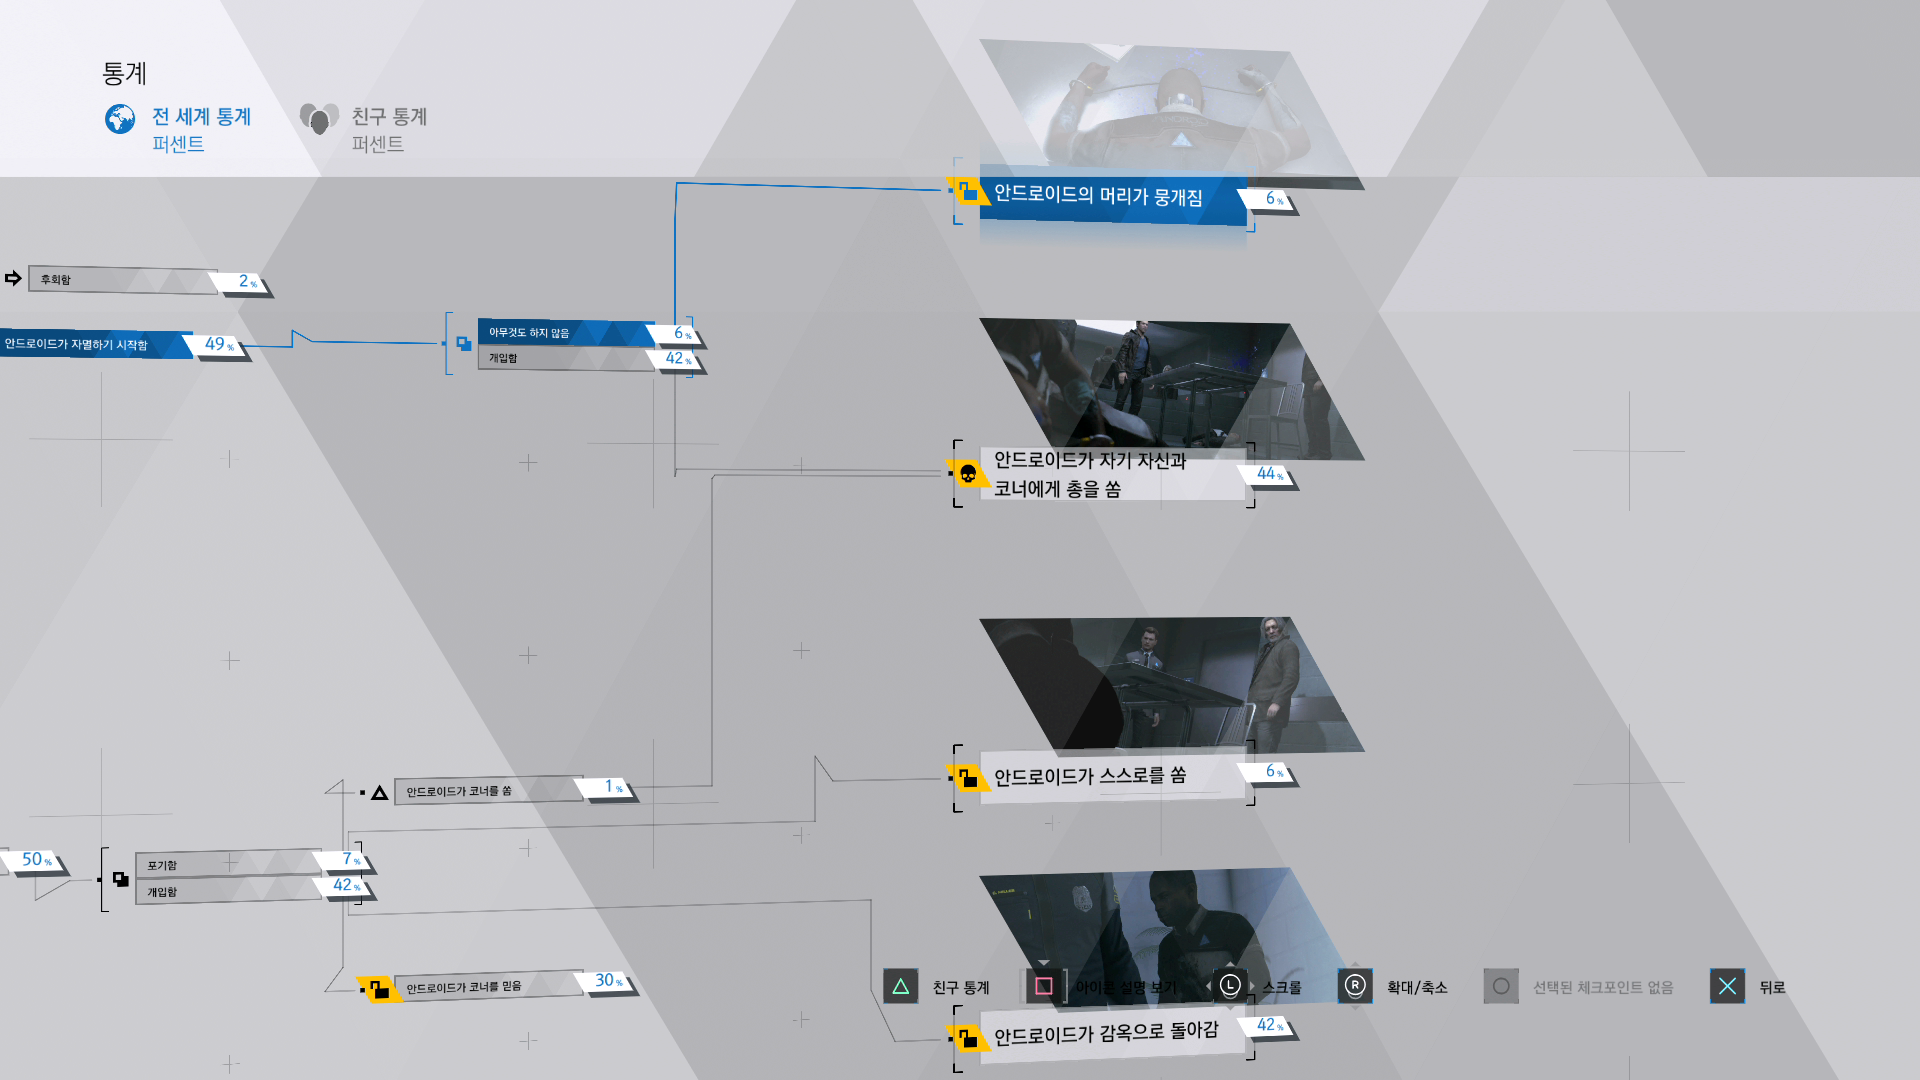 통계
전 세계 통계
퍼센트
친구 통계
퍼센트
안드로이드의 머리가 뭉개짐
6%
후회함
2%
안드로이드가 자멸하기 시작함
49%
아무것도 하지 않음
6%
개입함
42%
안드로이드가 자기 자신과
코너에게 총을 쏨
44%
안드로이드가 스스로를 쏨
6%
안드로이드가 코너를 쏨
1%
50%
포기함
7%
개입함
42%
안드로이드가 코너를 믿음
30%
친구 통계
아이콘 설명 보기
L
스크롤
R
확대/축소
선택된 체크포인트 없음
뒤로
안드로이드가 감옥으로 돌아감
42%